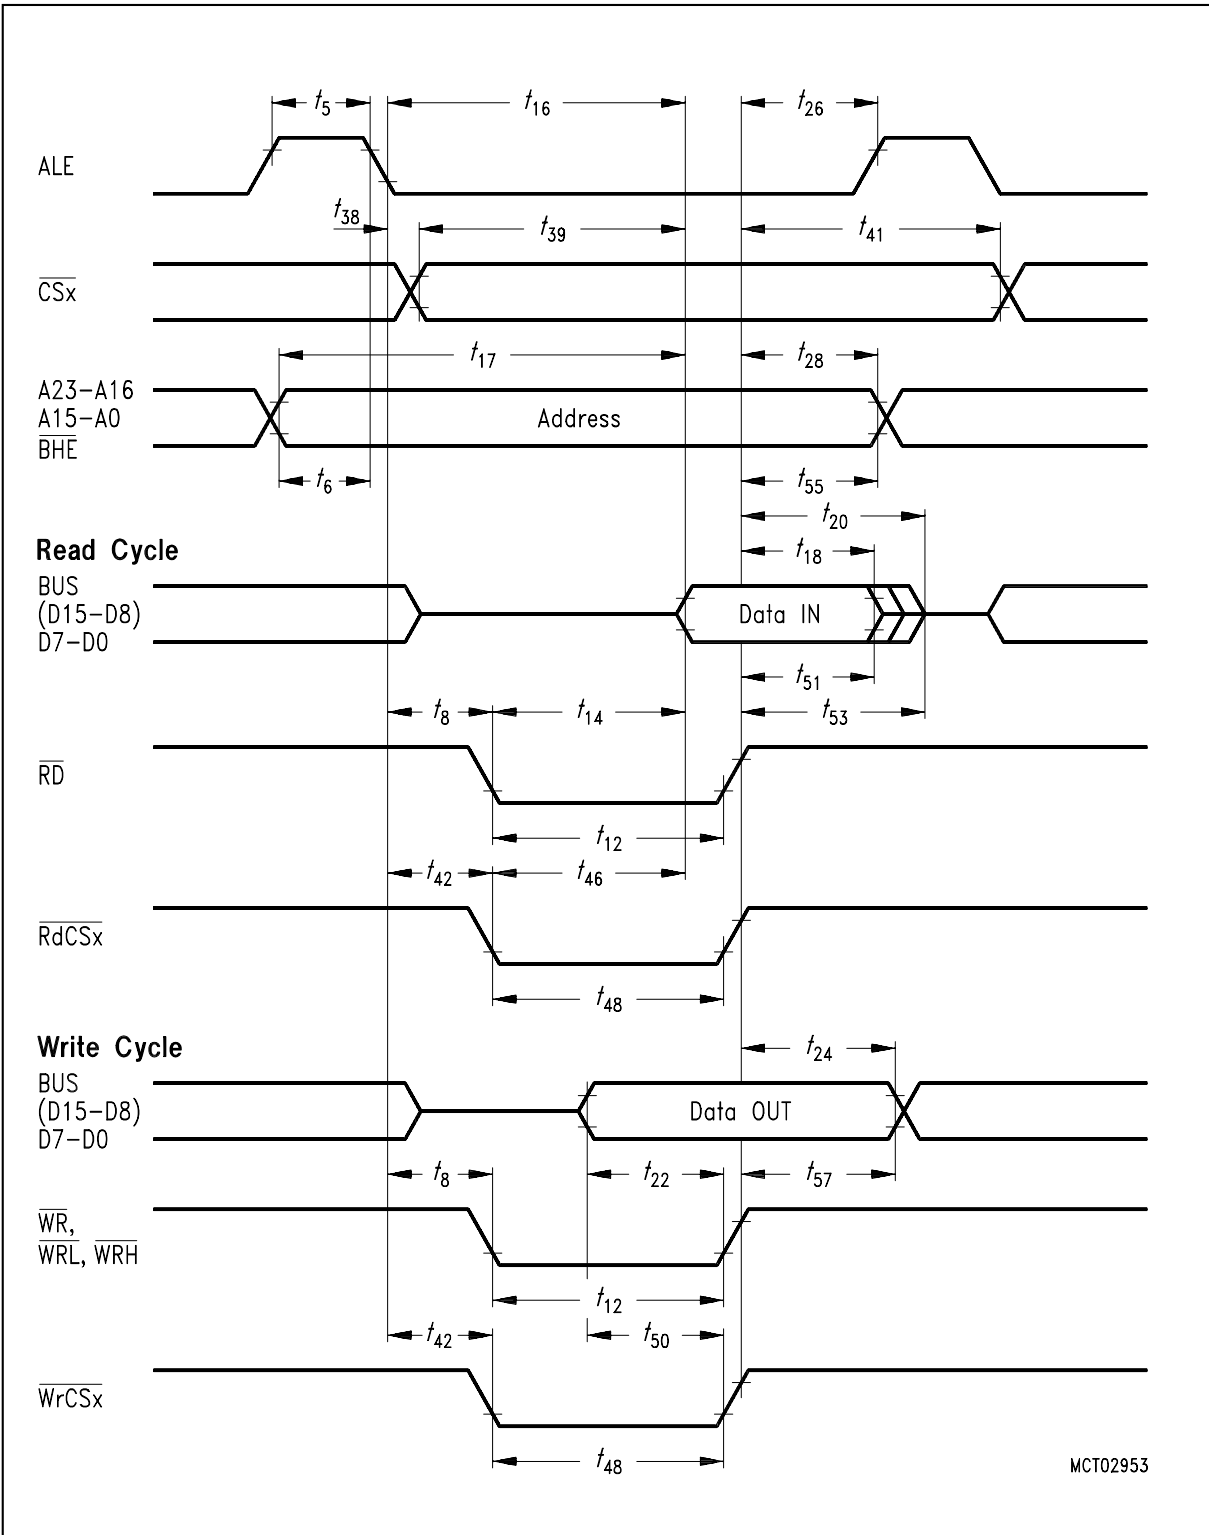 t5
t16
t26
ALE
t38
t39
t41
CSx
t17
t28
A23-A16
A15-A0
Address
BHE
t6
t55
t20
Read Cycle
t18
BUS
(D15-D8)
Data IN
D7-D0
t51
t8
t14
t53
RD
t12
t42
t46
RdCSx
t48
Write Cycle
t24
BUS
(D15-D8)
Data OUT
D7-D0
t8
t22
t57
WR,
WRL, WRH
t12
t42
t50
WrCSx
t48
MCT02953